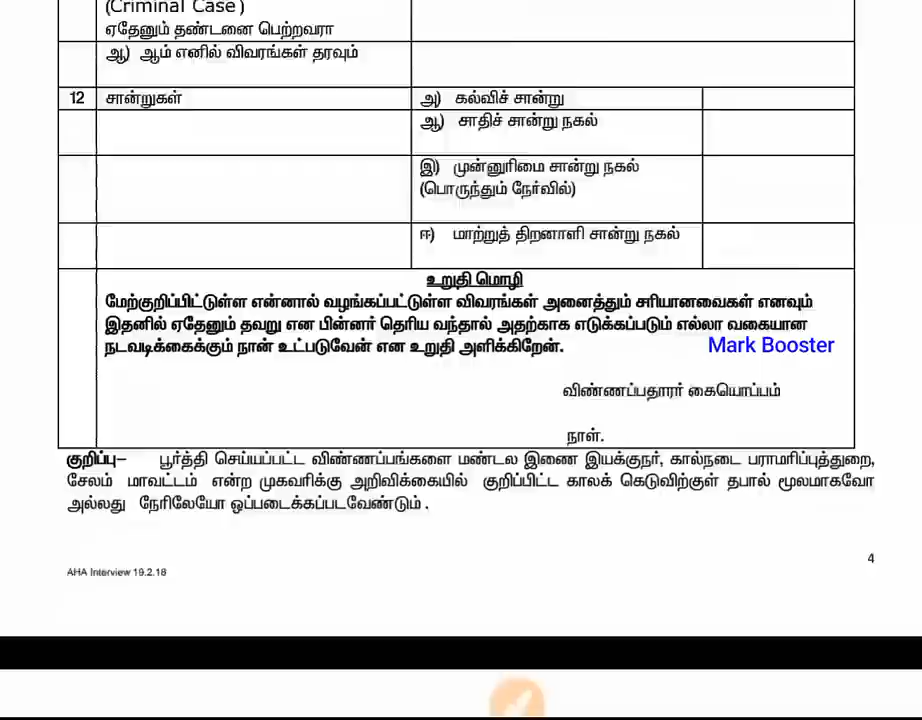 (Criminal Case)
ஏதேனும் தண்டனை பெற்றவரா
ஆ) ஆம் எனில் விவரங்கள் தரவும்
12 சான்றுகள் அ) கல்விச் சான்று
ஆ) சாதிச் சான்று நகல்
இ) முன்னுரிமை சான்று நகல்
(பொருந்தும் நேர்வில்)
ஈ) மாற்றுத் திறனாளி சான்று நகல்
உறுதி மொழி
மேற்குறிப்பிட்டுள்ள என்னால் வழங்கப்பட்டுள்ள விவரங்கள் அனைத்தும் சரியானவைகள் எனவும்
இதனில் ஏதேனும் தவறு என பின்னர் தெரிய வந்தால் அதற்காக எடுக்கப்படும் எல்லா வகையான
நடவடிக்கைக்கும் நான் உட்படுவேன் என உறுதி அளிக்கிறேன். Mark Booster
விண்ணப்பதாரர் கையொப்பம்
நாள்.
குறிப்பு– பூர்த்தி செய்யப்பட்ட விண்ணப்பங்களை மண்டல இணை இயக்குநர், கால்நடை பராமரிப்புத்துறை,
சேலம் மாவட்டம் என்ற முகவரிக்கு அறிவிக்கையில் குறிப்பிட்ட காலக் கெடுவிற்குள் தபால் மூலமாகவோ
அல்லது நேரிலேயோ ஒப்படைக்கப்படவேண்டும் .
4
AHA Interview 19.2.18